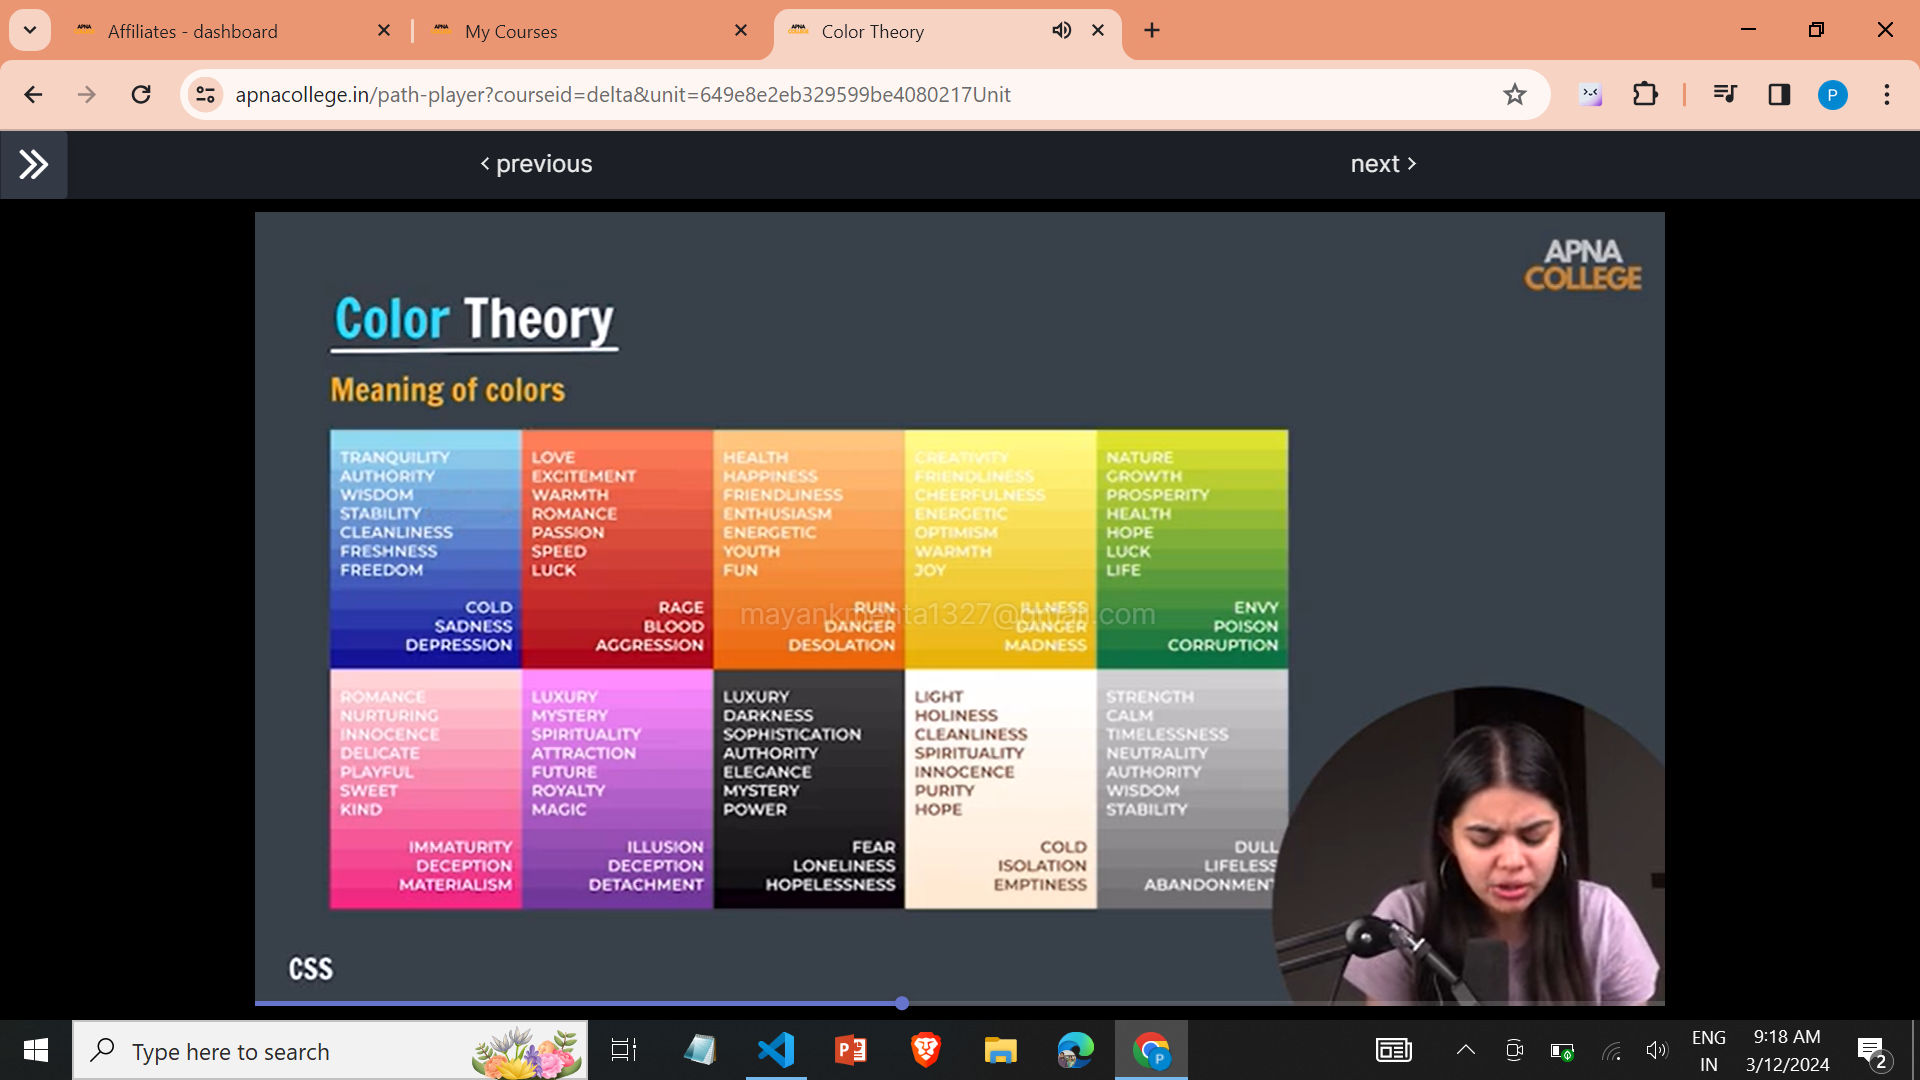 Affiliates - dashboard
My Courses
Color Theory
apnacollege.in/path-player?courseid=delta&unit=649e8e2eb329599be4080217Unit
P
< previous
next >
APNA
COLLEGE
Color Theory
Meaning of colors
TRANQUILITY
AUTHORITY
WISDOM
STABILITY
CLEANLINESS
FRESHNESS
FREEDOM
COLD
SADNESS
DEPRESSION
LOVE
EXCITEMENT
WARMTH
ROMANCE
PASSION
SPEED
LUCK
RAGE
BLOOD
AGGRESSION
HEALTH
HAPPINESS
FRIENDLINESS
ENTHUSIASM
ENERGETIC
YOUTH
FUN
RUIN
DANGER
DESOLATION
CREATIVITY
FRIENDLINESS
CHEERFULNESS
ENERGETIC
OPTIMISM
WARMTH
JOY
ILLNESS
DANGER
MADNESS
NATURE
GROWTH
PROSPERITY
HEALTH
HOPE
LUCK
LIFE
ENVY
POISON
CORRUPTION
ROMANCE
NURTURING
INNOCENCE
DELICATE
PLAYFUL
SWEET
KIND
IMMATURITY
DECEPTION
MATERIALISM
LUXURY
MYSTERY
SPIRITUALITY
ATTRACTION
FUTURE
ROYALTY
MAGIC
ILLUSION
DECEPTION
DETACHMENT
LUXURY
DARKNESS
SOPHISTICATION
AUTHORITY
ELEGANCE
MYSTERY
POWER
FEAR
LONELINESS
HOPELESSNESS
LIGHT
HOLINESS
CLEANLINESS
SPIRITUALITY
INNOCENCE
PURITY
HOPE
COLD
ISOLATION
EMPTINESS
STRENGTH
CALM
TIMELESSNESS
NEUTRALITY
AUTHORITY
WISDOM
STABILITY
DULL
LIFELESS
ABANDONMENT
CSS
Type here to search
ENG
IN
9:18 AM
3/12/2024
2